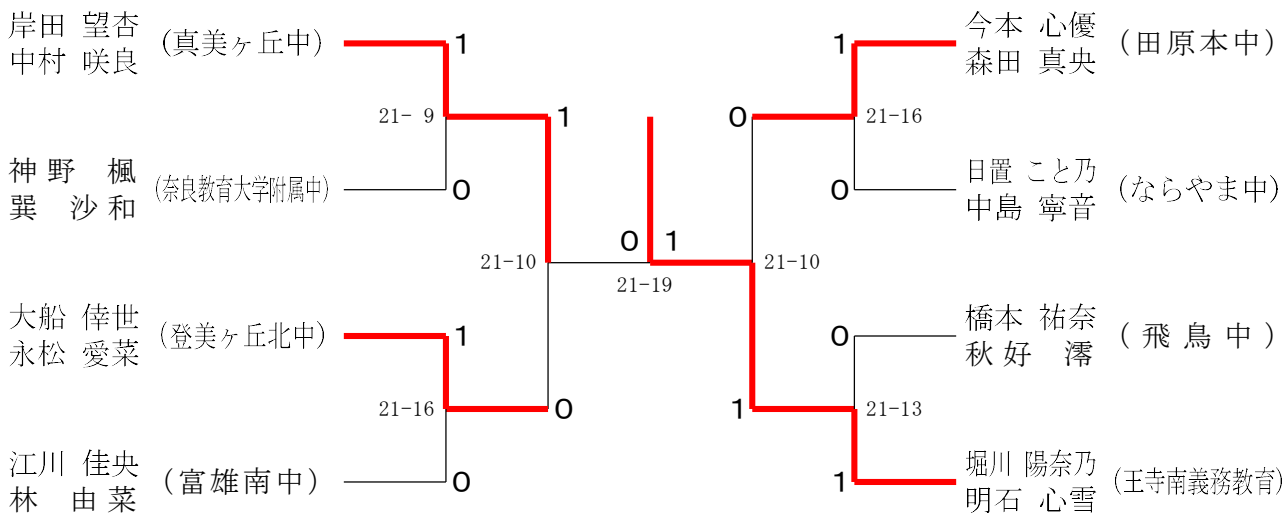 岸田 望杏
中村 咲良
(真美ヶ丘中)
1
21- 9
1
神野 楓
巽 沙和
(奈良教育大学附属中)
0
21-10
大船 倖世
永松 愛菜
(登美ヶ丘北中)
1
21-16
0
江川 佳央
林 由菜
(富雄南中)
0
0
1
21-19
今本 心優
森田 真央
(田原本中)
1
0
21-16
日置 こと乃
中島 寧音
(ならやま中)
0
21-10
橋本 祐奈
秋好 澪
(飛鳥中)
0
1
21-13
堀川 陽奈乃
明石 心雪
(王寺南義務教育)
1